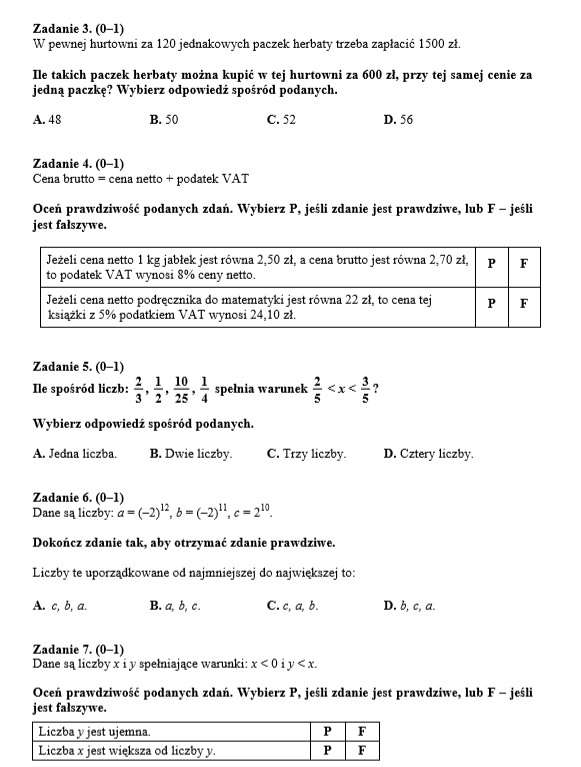 Zadanie 3. (0–1)
W pewnej hurtowni za 120 jednakowych paczek herbaty trzeba zapłacić 1500 zł.
Ile takich paczek herbaty można kupić w tej hurtowni za 600 zł, przy tej samej cenie za
jedną paczkę? Wybierz odpowiedź spośród podanych.
A. 48 B. 50 C. 52 D. 56
Zadanie 4. (0–1)
Cena brutto = cena netto + podatek VAT
Oceń prawdziwość podanych zdań. Wybierz P, jeśli zdanie jest prawdziwe, lub F – jeśli
jest fałszywe.
Jeżeli cena netto 1 kg jabłek jest równa 2,50 zł, a cena brutto jest równa 2,70 zł, P F
to podatek VAT wynosi 8% ceny netto.
Jeżeli cena netto podręcznika do matematyki jest równa 22 zł, to cena tej P F
książki z 5% podatkiem VAT wynosi 24,10 zł.
Zadanie 5. (0–1)
Ile spośród liczb: 2/3, 1/2, 10/25, 1/4 spełnia warunek 2/5 < x < 3/5?
Wybierz odpowiedź spośród podanych.
A. Jedna liczba. B. Dwie liczby. C. Trzy liczby. D. Cztery liczby.
Zadanie 6. (0–1)
Dane są liczby: a = (–2)¹², b = (–2)¹¹, c = 2¹⁰.
Dokończ zdanie tak, aby otrzymać zdanie prawdziwe.
Liczby te uporządkowane od najmniejszej do największej to:
A. c, b, a. B. a, b, c. C. c, a, b. D. b, c, a.
Zadanie 7. (0–1)
Dane są liczby x i y spełniające warunki: x < 0 i y < x.
Oceń prawdziwość podanych zdań. Wybierz P, jeśli zdanie jest prawdziwe, lub F – jeśli
jest fałszywe.
Liczba y jest ujemna. P F
Liczba x jest większa od liczby y. P F